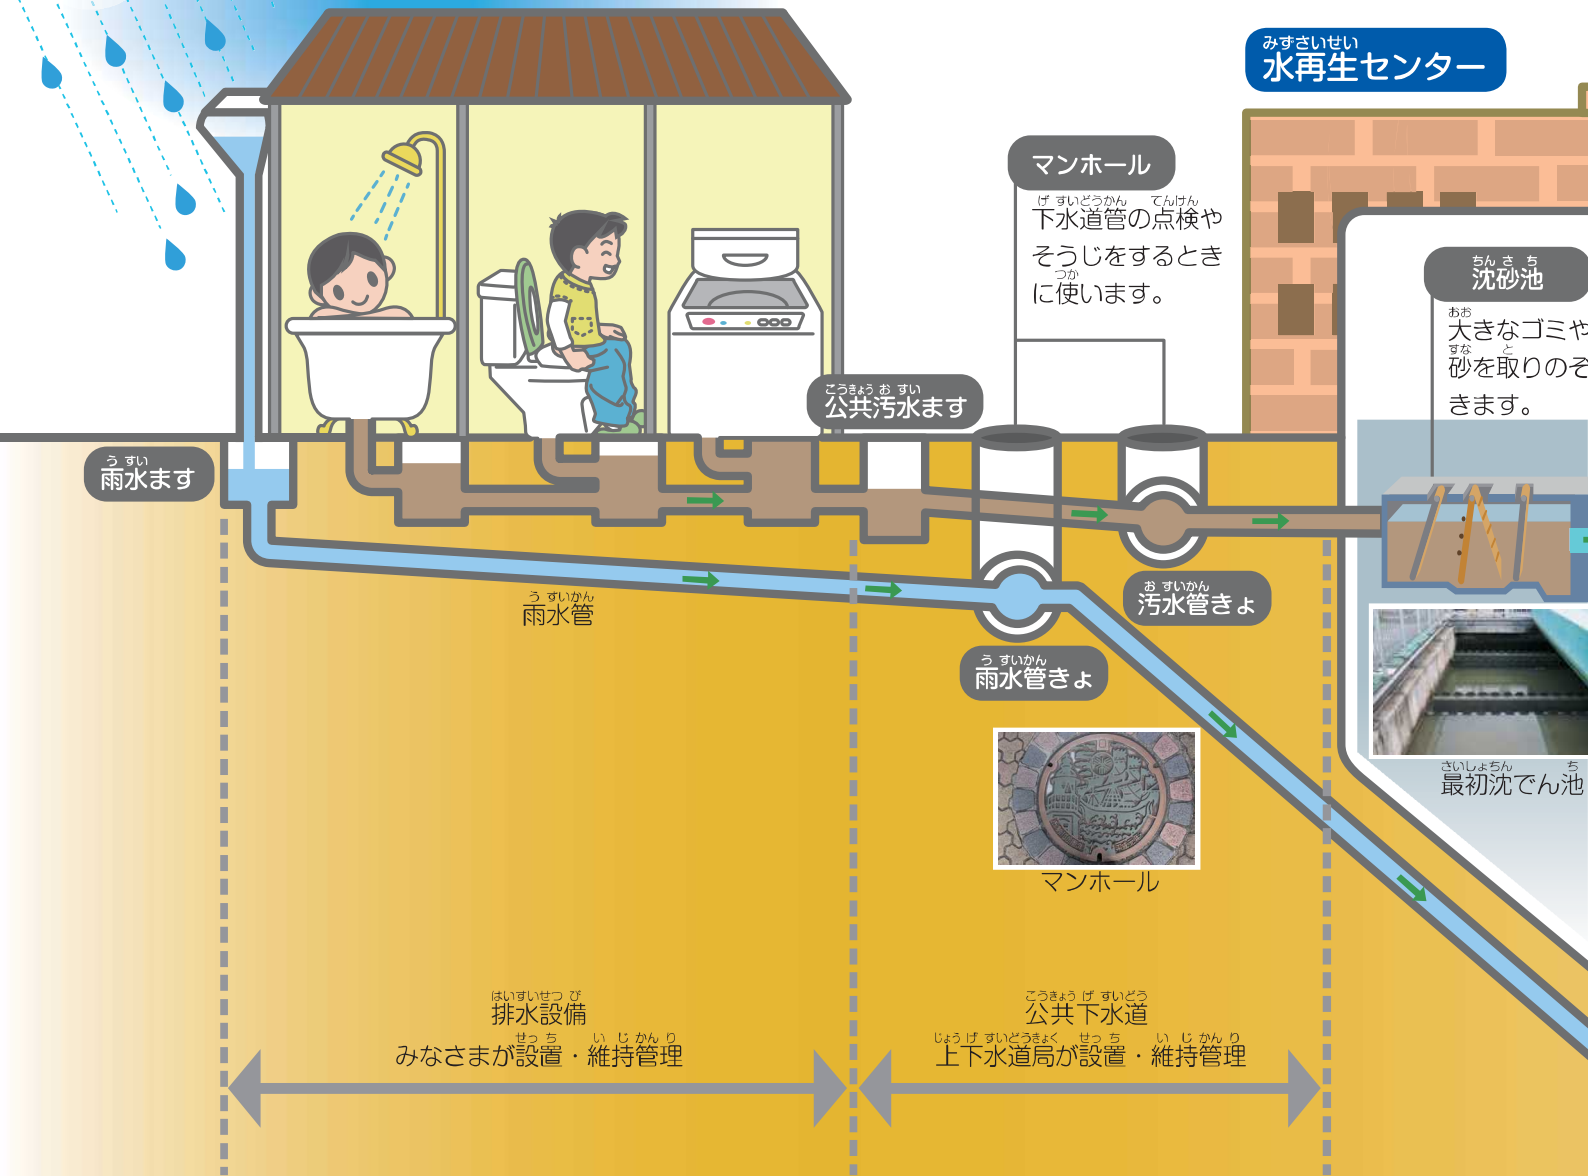 みずさいせい
水再生センター
マンホール
げ すいどうかん てんけん
下水道管の点検や
そうじをするとき
つか
に使います。
ちん さ ち
沈砂池
おお
大きなゴミや
すな と
砂を取りのぞ
きます。
こうきょう お すい
公共汚水ます
う すい
雨水ます
う すいかん
雨水管
お すいかん
汚水管きょ
う すいかん
雨水管きょ
マンホール
さいしょちん ち
最初沈でん池
はいすいせつ び
排水設備
せっ ち い じ かん り
みなさまが設置・維持管理
こうきょう げ すいどう
公共下水道
じょう げ すいどうきょく せっ ち い じ かん り
上下水道局が設置・維持管理